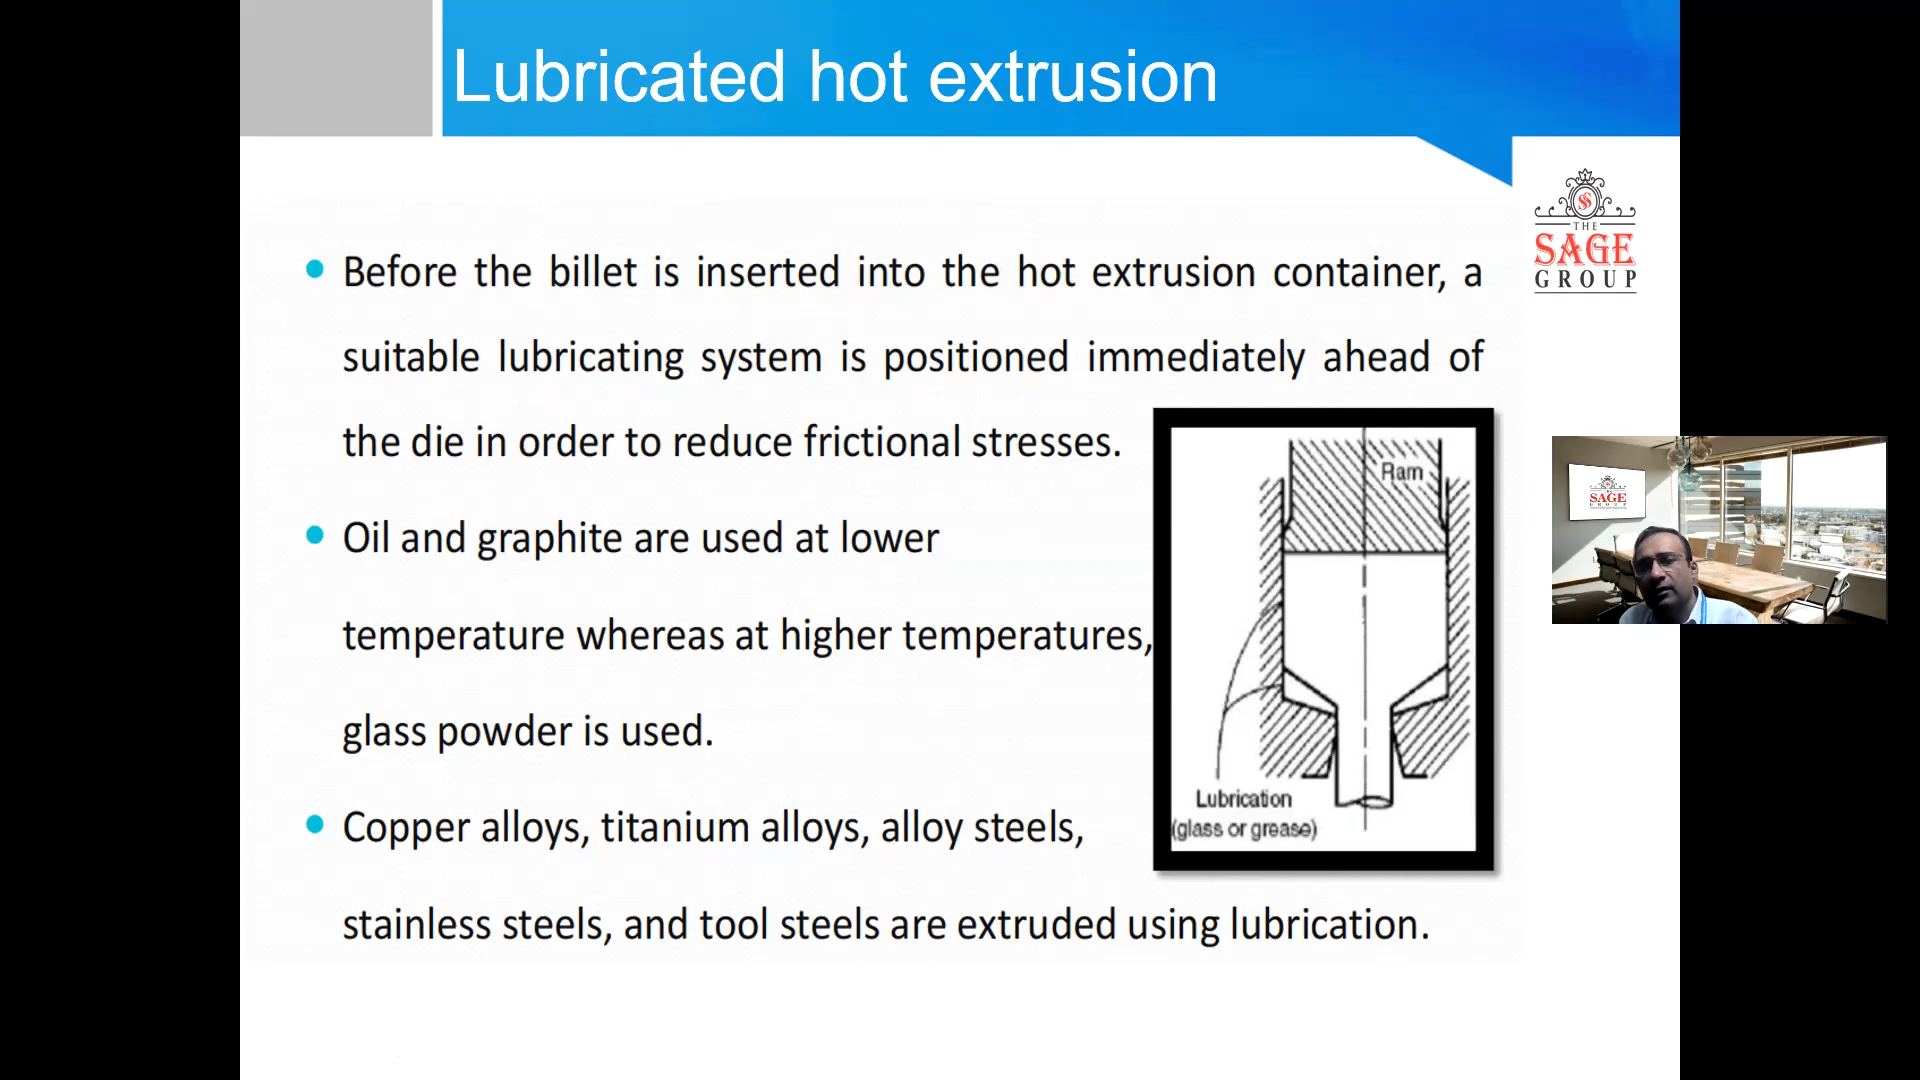 Lubricated hot extrusion
THE
SAGE
GROUP
Before the billet is inserted into the hot extrusion container, a
suitable lubricating system is positioned immediately ahead of
the die in order to reduce frictional stresses.
Oil and graphite are used at lower
temperature whereas at higher temperatures,
glass powder is used.
Copper alloys, titanium alloys, alloy steels,
stainless steels, and tool steels are extruded using lubrication.
Ram
Lubrication
(glass or grease)
SAGE
GROUP